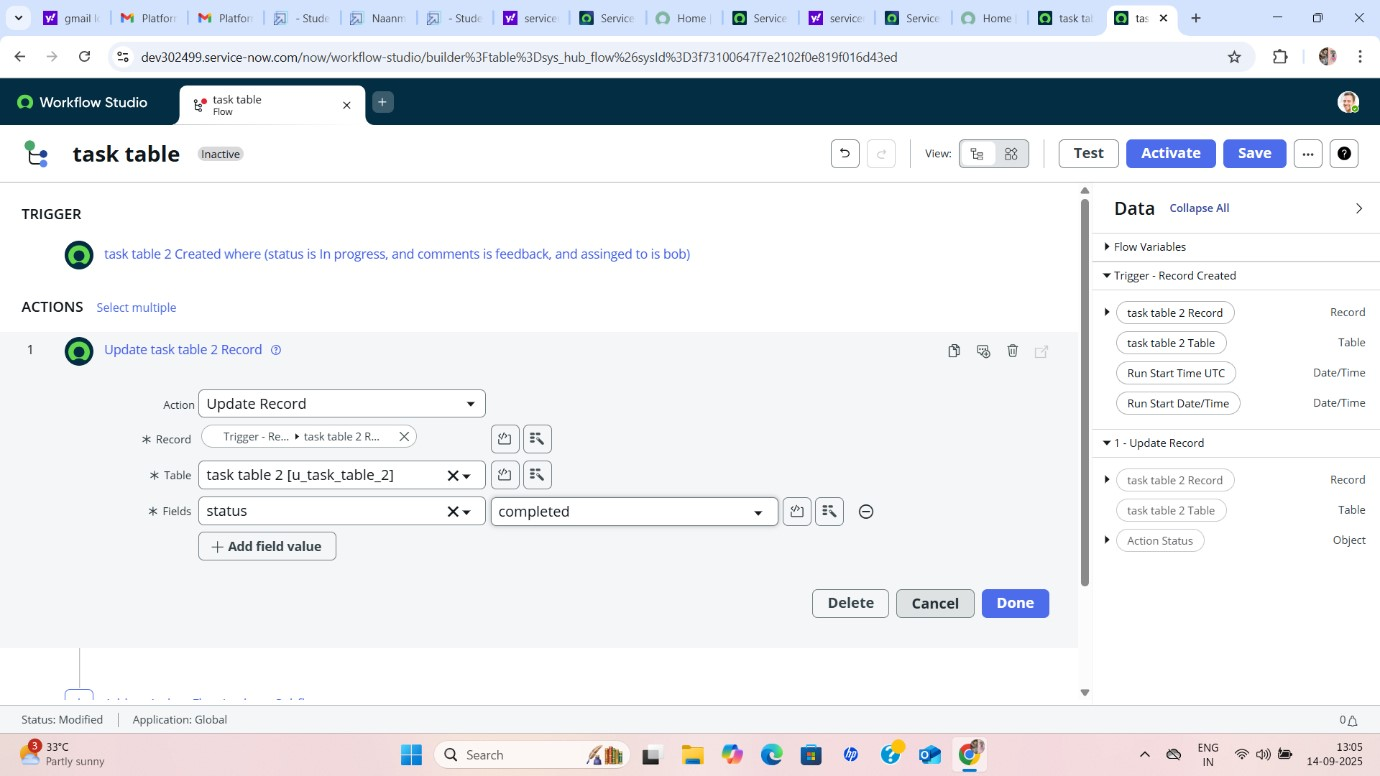 gmail l
Platforr
Platforr
- Stude
Naanm
- Stude
service
Service
Home
Service
service
Service
Home
task tal
tas
dev302499.service-now.com/now/workflow-studio/builder%3Ftable%3Dsys_hub_flow%26sysId%3D3f73100647f7e2102f0e819f016d43ed
Workflow Studio
task table
Flow
task table
Inactive
View:
Test
Activate
Save
TRIGGER
task table 2 Created where (status is In progress, and comments is feedback, and assinged to is bob)
ACTIONS Select multiple
1
Update task table 2 Record
Action
Update Record
* Record
Trigger - Re... ▸ task table 2 R...
* Table
task table 2 [u_task_table_2]
* Fields
status
completed
+ Add field value
Delete
Cancel
Done
Data
Collapse All
Flow Variables
Trigger - Record Created
task table 2 Record Record
task table 2 Table Table
Run Start Time UTC Date/Time
Run Start Date/Time Date/Time
1 - Update Record
task table 2 Record Record
task table 2 Table Table
Action Status Object
Status: Modified
Application: Global
0
3
33°C
Partly sunny
Search
ENG
IN
13:05
14-09-2025